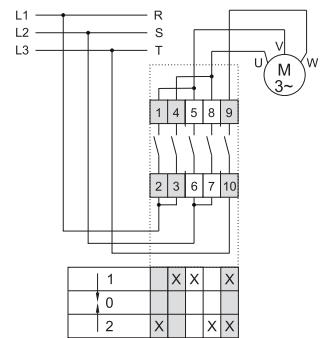 L1 R
L2 S
L3 T
V
U W
M
3~
1 4 5 8 9
2 3 6 7 10
1 X X X
0
2 X X X